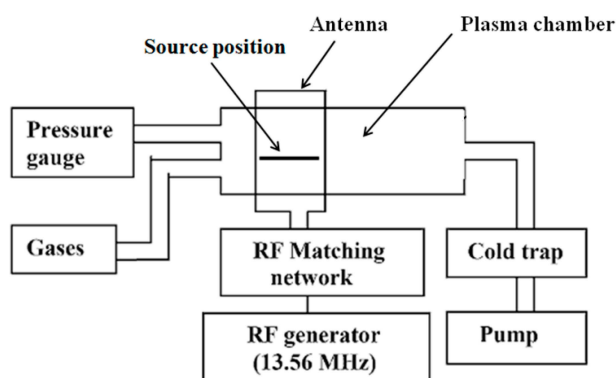 Antenna
Plasma chamber
Source position
Pressure
gauge
Gases
RF Matching
network
Cold trap
RF generator
(13.56 MHz)
Pump